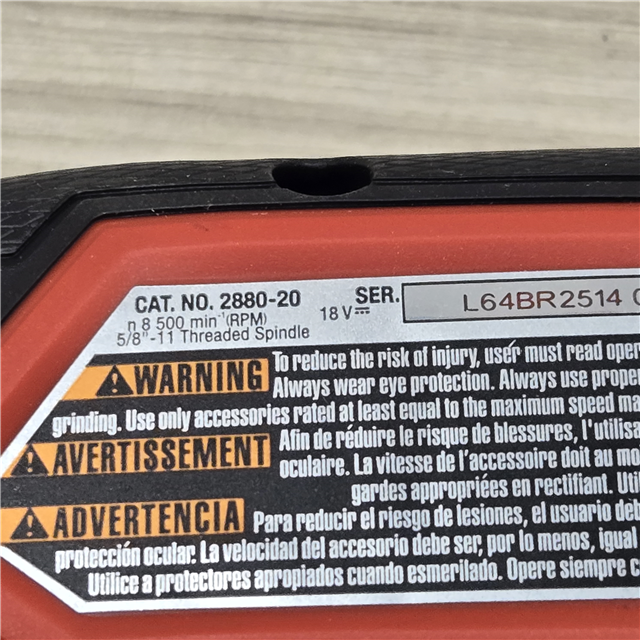 CAT. NO. 2880-20 SER. L64BR2514
n 8 500 min⁻¹(RPM) 18 V⎓
5/8"-11 Threaded Spindle
WARNING To reduce the risk of injury, user must read
Always wear eye protection. Always use
grinding. Use only accessories rated at least equal to the maximum speed
AVERTISSEMENT Afin de réduire le risque de blessures,
oculaire. La vitesse de l'accessoire doit au
gardes appropriées en rectifiant.
ADVERTENCIA Para reducir el riesgo de lesiones, el usuario
protección ocular. La velocidad del accesorio debe ser, por lo menos, igual
Utilice a protectores apropiados cuando esmerilado. Opere siempre